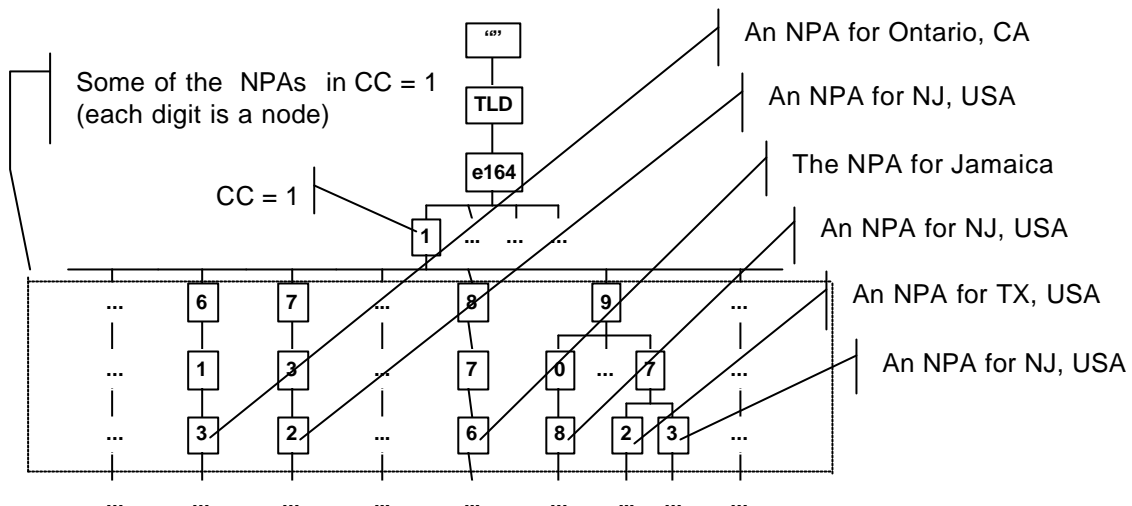 “”
An NPA for Ontario, CA
Some of the NPAs in CC = 1
(each digit is a node)
TLD
An NPA for NJ, USA
e164
The NPA for Jamaica
CC = 1
1
... ... ...
An NPA for NJ, USA
... 6 7 ... 8 9 ...
An NPA for TX, USA
... 1 3 ... 7 0 ... 7 ...
An NPA for NJ, USA
... 3 2 ... 6 8 2 3 ...
... ... ... ... ... ... ... ... ...